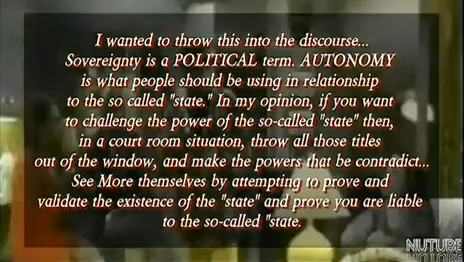 I wanted to throw this into the discourse...
Sovereignty is a POLITICAL term. AUTONOMY
is what people should be using in relationship
to the so called "state." In my opinion, if you want
to challenge the power of the so-called "state" then,
in a court room situation, throw all those titles
out of the window, and make the powers that be contradict...
See More themselves by attempting to prove and
validate the existence of the "state" and prove you are liable
to the so-called "state.
NUTUBE